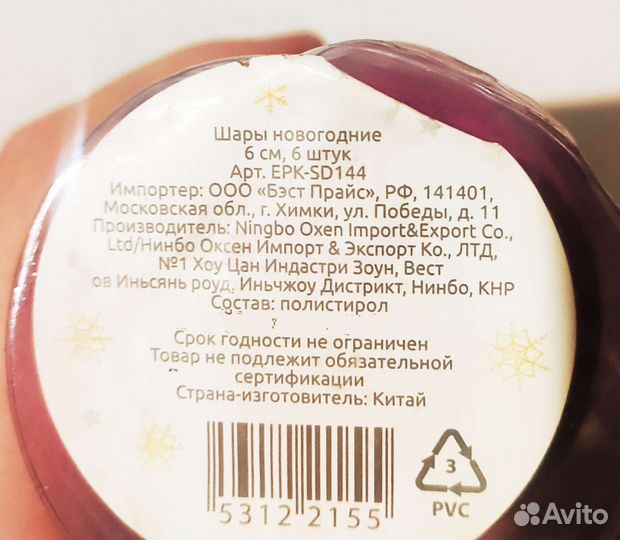 Шары новогодние
6 см, 6 штук
Арт. EPK-SD144
Импортер: ООО «Бэст Прайс», РФ, 141401,
Московская обл., г. Химки, ул. Победы, д. 11
Производитель: Ningbo Oxen Import&Export Co.,
Ltd/Нинбо Оксен Импорт & Экспорт Ко., ЛТД,
№1 Хоу Цан Индастри Зоун, Вест
ов Иньсянь роуд, Иньчжоу Дистрикт, Нинбо, КНР
Состав: полистирол
Срок годности не ограничен
Товар не подлежит обязательной
сертификации
Страна-изготовитель: Китай
53122155
3
PVC
Avito